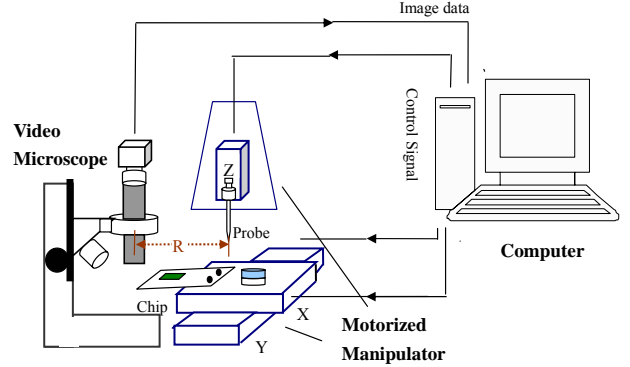 Image data
Control Signal
Video
Microscope
Z
Probe
R
Computer
Chip
X
Y
Motorized
Manipulator